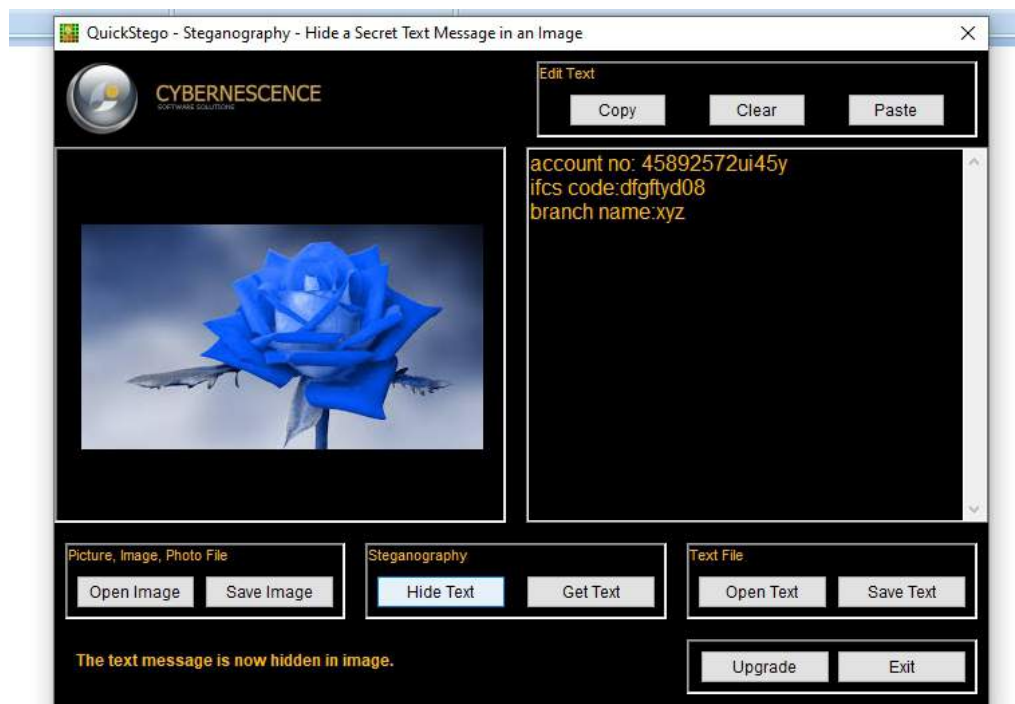 QuickStego - Steganography - Hide a Secret Text Message in an Image
CYBERNESCENCE
SOFTWARE SOLUTIONS
Edit Text
Copy
Clear
Paste
account no: 45892572ui45y
ifcs code:dfgftyd08
branch name:xyz
Picture, Image, Photo File
Open Image
Save Image
Steganography
Hide Text
Get Text
Text File
Open Text
Save Text
The text message is now hidden in image.
Upgrade
Exit